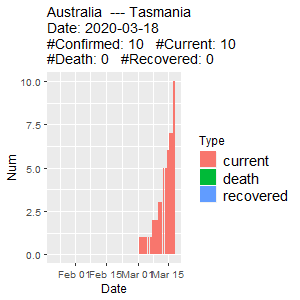 Australia --- Tasmania
Date: 2020-03-18
#Confirmed: 10 #Current: 10
#Death: 0 #Recovered: 0
10.0
7.5
5.0
2.5
0.0
Num
Feb 01 Feb 15 Mar 01 Mar 15
Date
Type
current
death
recovered